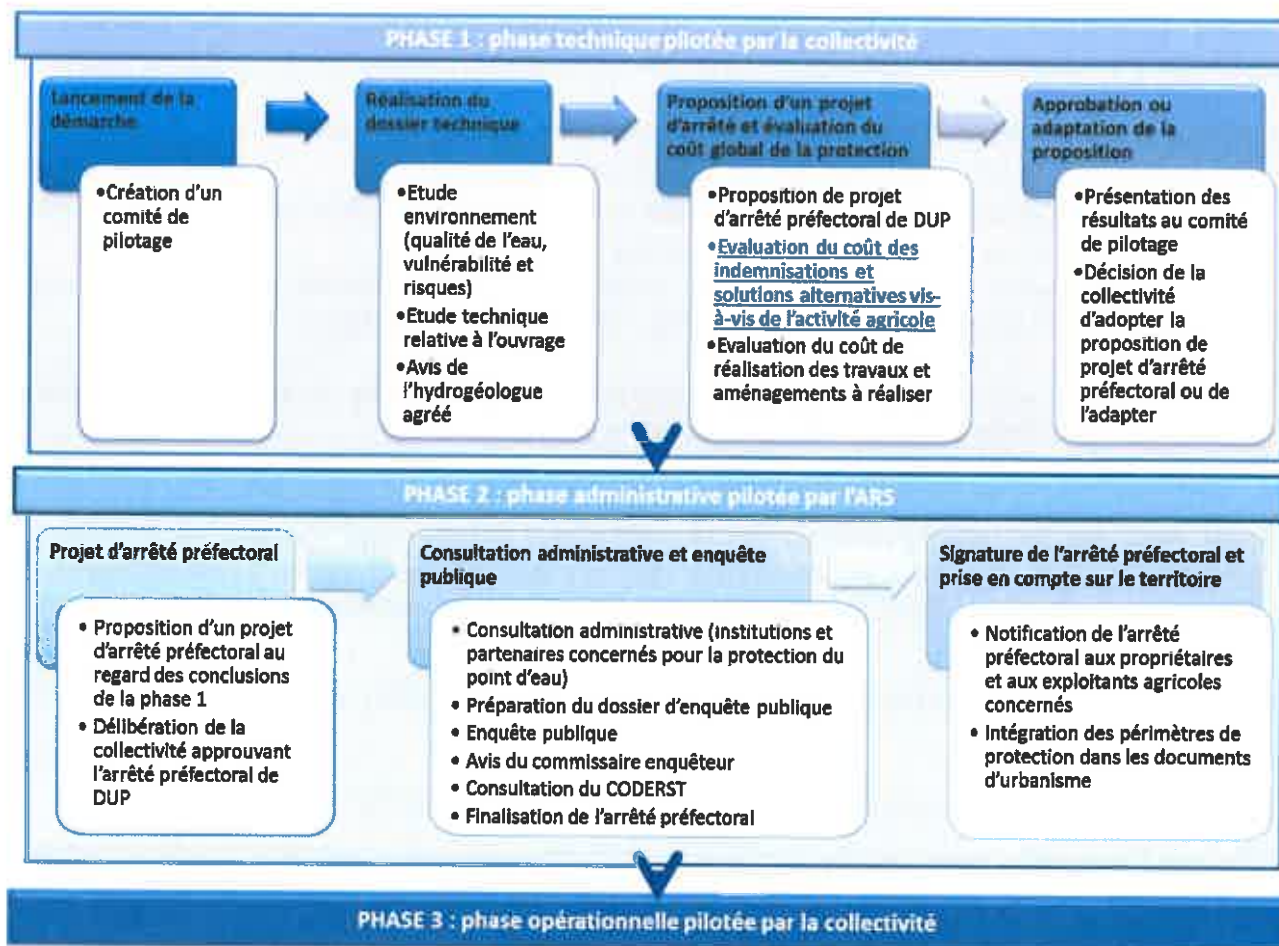 PHASE 1 : phase technique pilotée par la collectivité
Lancement de la
démarche
Réalisation du
dossier technique
Proposition d'un projet
d'arrêté et évaluation du
coût global de la protection
Approbation ou
adaptation de la
proposition
•Création d'un
comité de
pilotage
•Etude
environnement
(qualité de l'eau,
vulnérabilité et
risques)
•Etude technique
relative à l'ouvrage
•Avis de
l'hydrogéologue
agréé
•Proposition de projet
d'arrêté préfectoral de DUP
•Evaluation du coût des
indemnisations et
solutions alternatives vis-
à-vis de l'activité agricole
•Evaluation du coût de
réalisation des travaux et
aménagements à réaliser
•Présentation des
résultats au comité
de pilotage
•Décision de la
collectivité
d'adopter la
proposition de
projet d'arrêté
préfectoral ou de
l'adapter
PHASE 2 : phase administrative pilotée par l'ARS
Projet d'arrêté préfectoral
Consultation administrative et enquête
publique
Signature de l'arrêté préfectoral et
prise en compte sur le territoire
• Proposition d'un projet
d'arrêté préfectoral au
regard des conclusions
de la phase 1
• Délibération de la
collectivité approuvant
l'arrêté préfectoral de
DUP
• Consultation administrative (institutions et
partenaires concernés pour la protection du
point d'eau)
• Préparation du dossier d'enquête publique
• Enquête publique
• Avis du commissaire enquêteur
• Consultation du CODERST
• Finalisation de l'arrêté préfectoral
• Notification de l'arrêté
préfectoral aux propriétaires
et aux exploitants agricoles
concernés
• Intégration des périmètres de
protection dans les documents
d'urbanisme
PHASE 3 : phase opérationnelle pilotée par la collectivité